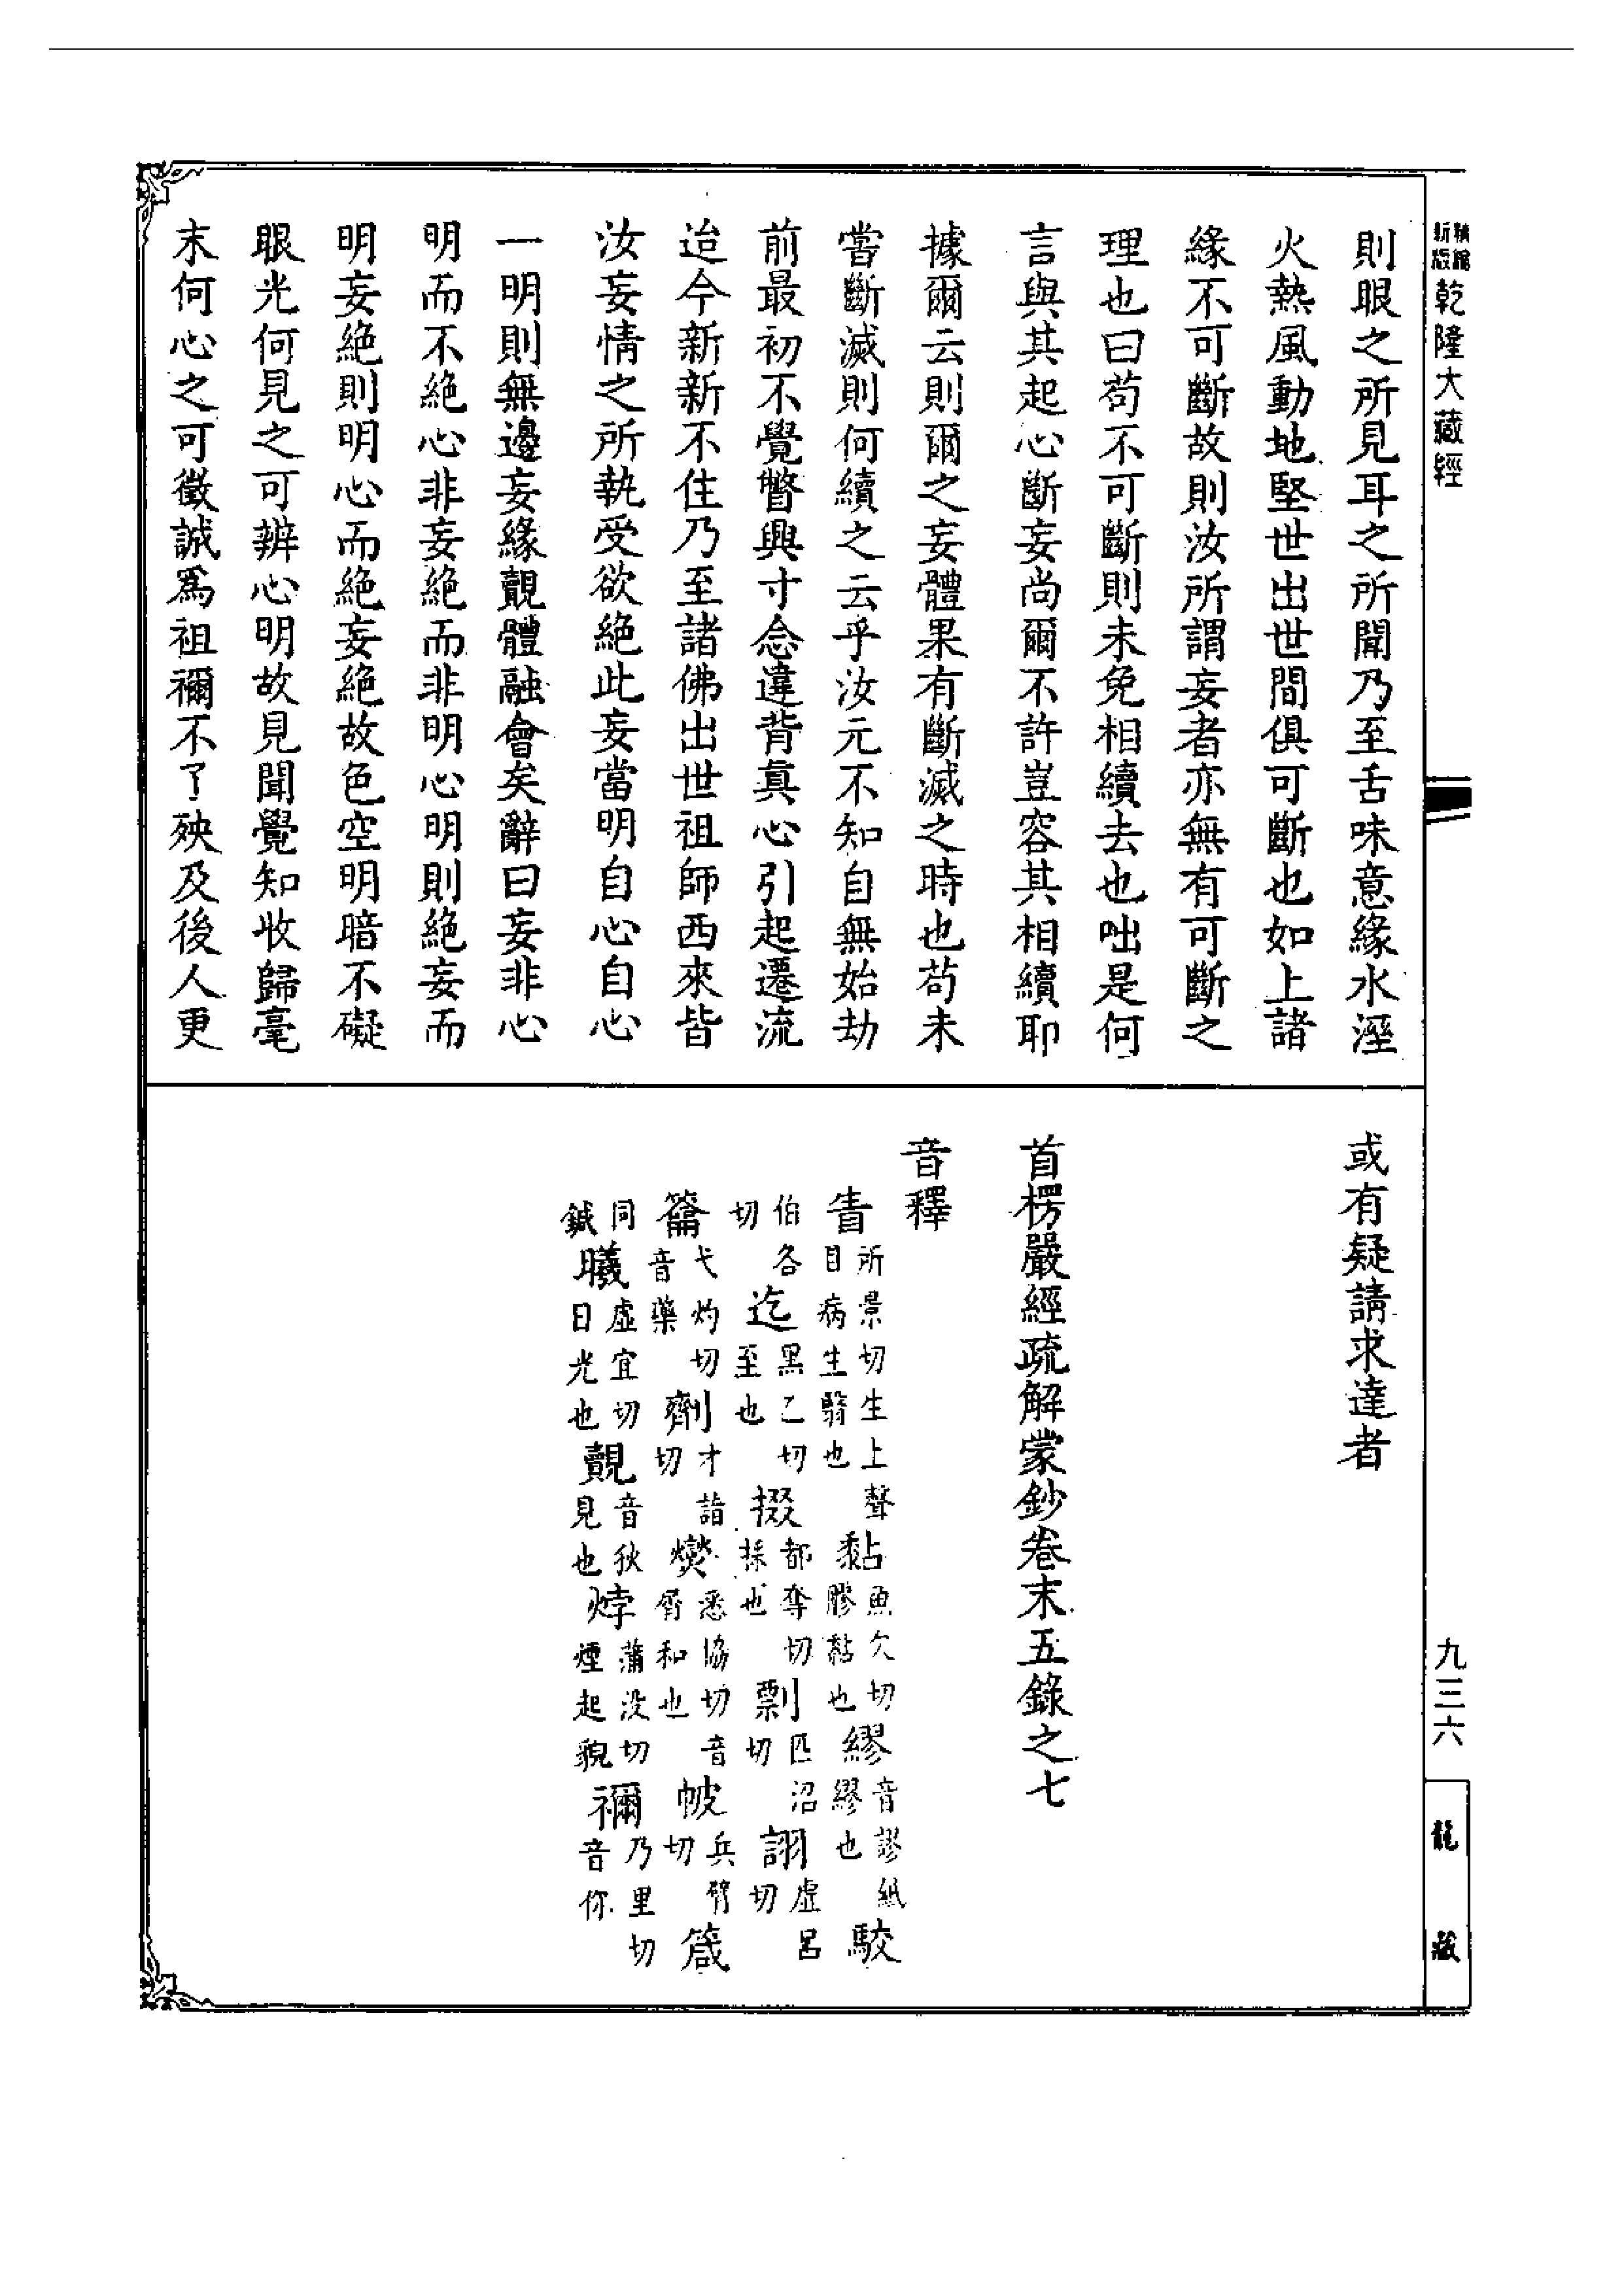 乾隆大藏經
則眼之所見耳之所聞乃至舌味意緣水溼
火熱風動地堅世出世間俱可斷也如上諸
緣不可斷故則汝所謂妄者亦無有可斷之
理也曰苟不可斷則未免相續去也咄是何
言與其起心斷妄尚爾不許豈容其相續耶
據爾云則爾之妄體果有斷滅之時也苟未
嘗斷滅則何續之云乎汝元不知自無始劫
前最初不覺瞥興寸念違背真心引起遷流
迨今新新不住乃至諸佛出世祖師西來皆
汝妄情之所執受欲絕此妄當明自心自心
一明則無邊妄緣覿體融會矣辭曰妄非心
明而不絕心非妄絕而非明心明則絕妄而
明妄絕則明心而絕妄絕故色空明暗不礙
眼光何見之可辨心明故見聞覺知收歸毫
末何心之可徵誠爲祖禰不了殃及後人更
或有疑請求達者
首楞嚴經疏解蒙鈔卷末五錄之七
音釋
眚所景切生上聲目病生翳也 黏魚欠切膠黏也 繆音謬紙繆也 駮
伯各切 迄黑乙切至也 掇都奪切採也 剽匹沼切 詡虛呂切
籥弋灼切音藥 劑才詣切 燮悉協切音屑和也 帔兵臂切 箴
同鍼 曦虛宜切日光也 覿音狄見也 烰蒲没切煙起貌 禰乃里切音你
九三六
龍藏